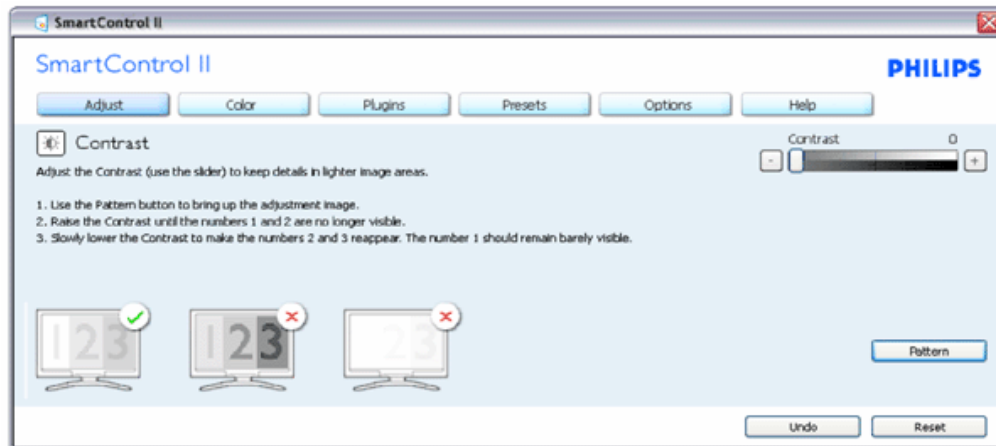 SmartControl II
SmartControl II
PHILIPS
Adjust Color Plugins Presets Options Help
Contrast
Contrast 0
- +
Adjust the Contrast (use the slider) to keep details in lighter image areas.
1. Use the Pattern button to bring up the adjustment image.
2. Raise the Contrast until the numbers 1 and 2 are no longer visible.
3. Slowly lower the Contrast to make the numbers 2 and 3 reappear. The number 1 should remain barely visible.
123 123 23
Pattern
Undo Reset